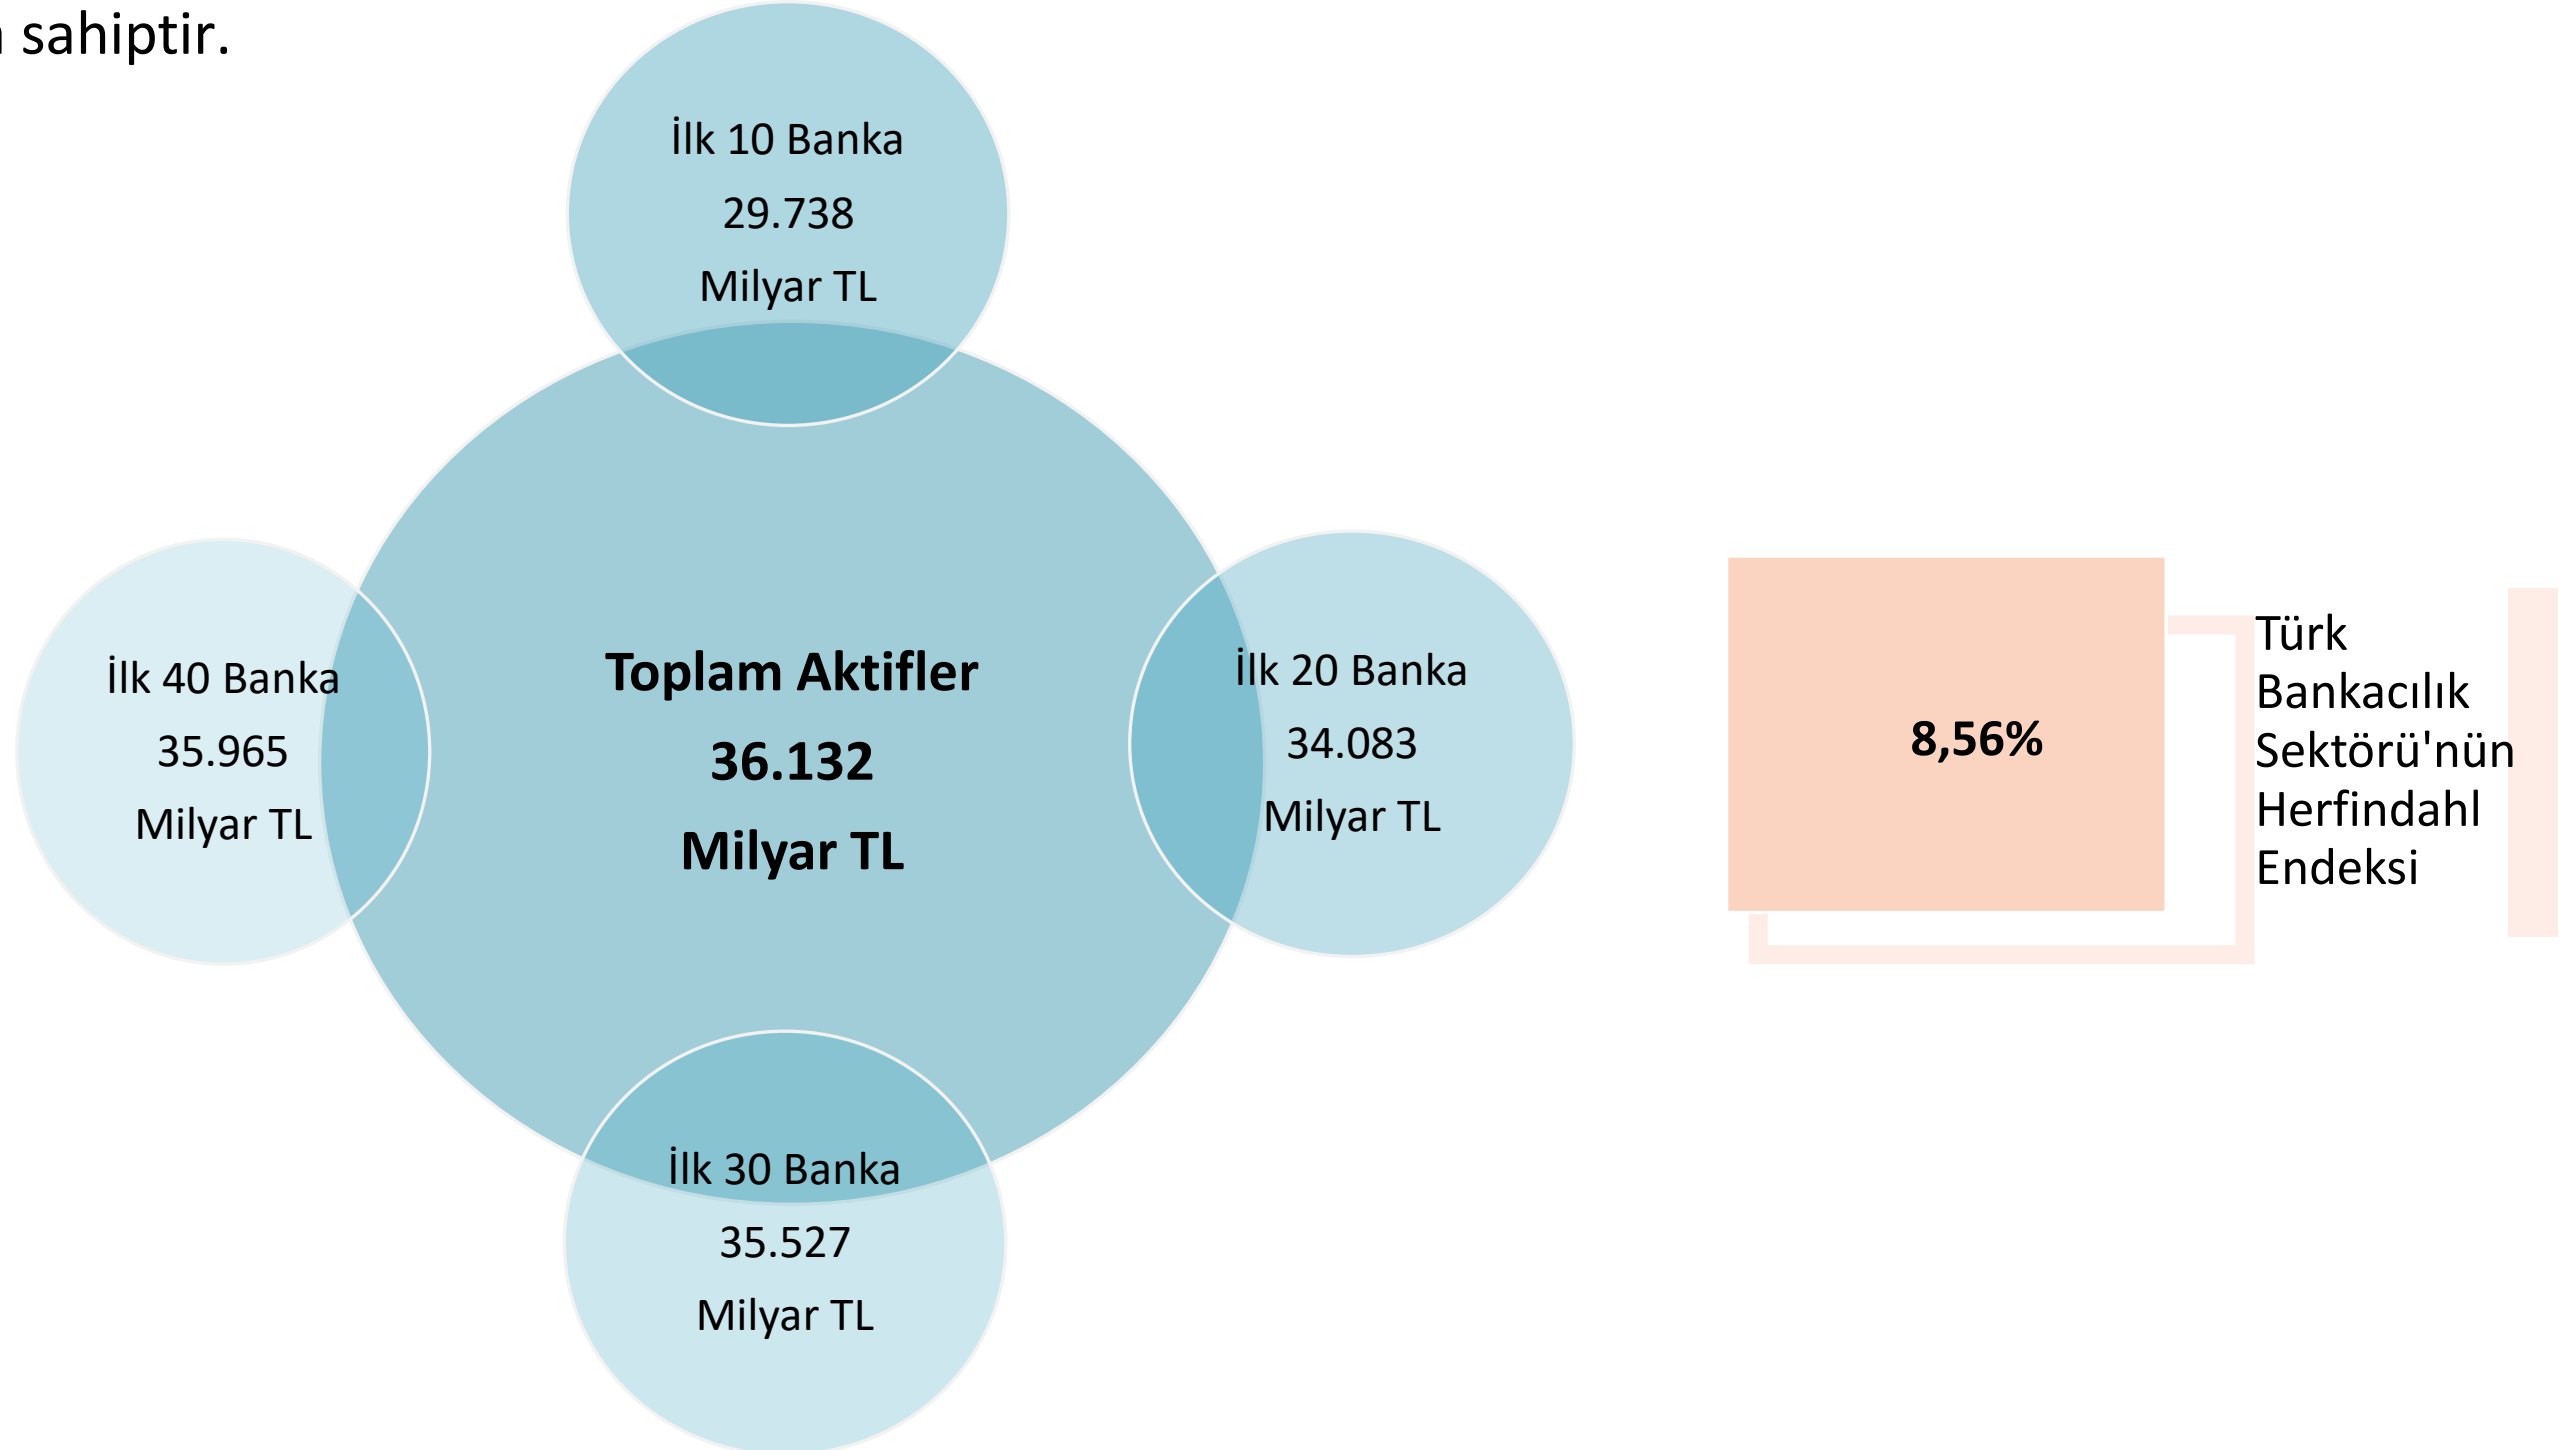 sahiptir.
İlk 10 Banka
29.738
Milyar TL
İlk 40 Banka
35.965
Milyar TL
Toplam Aktifler
36.132
Milyar TL
İlk 20 Banka
34.083
Milyar TL
İlk 30 Banka
35.527
Milyar TL
8,56%
Türk
Bankacılık
Sektörü'nün
Herfindahl
Endeksi